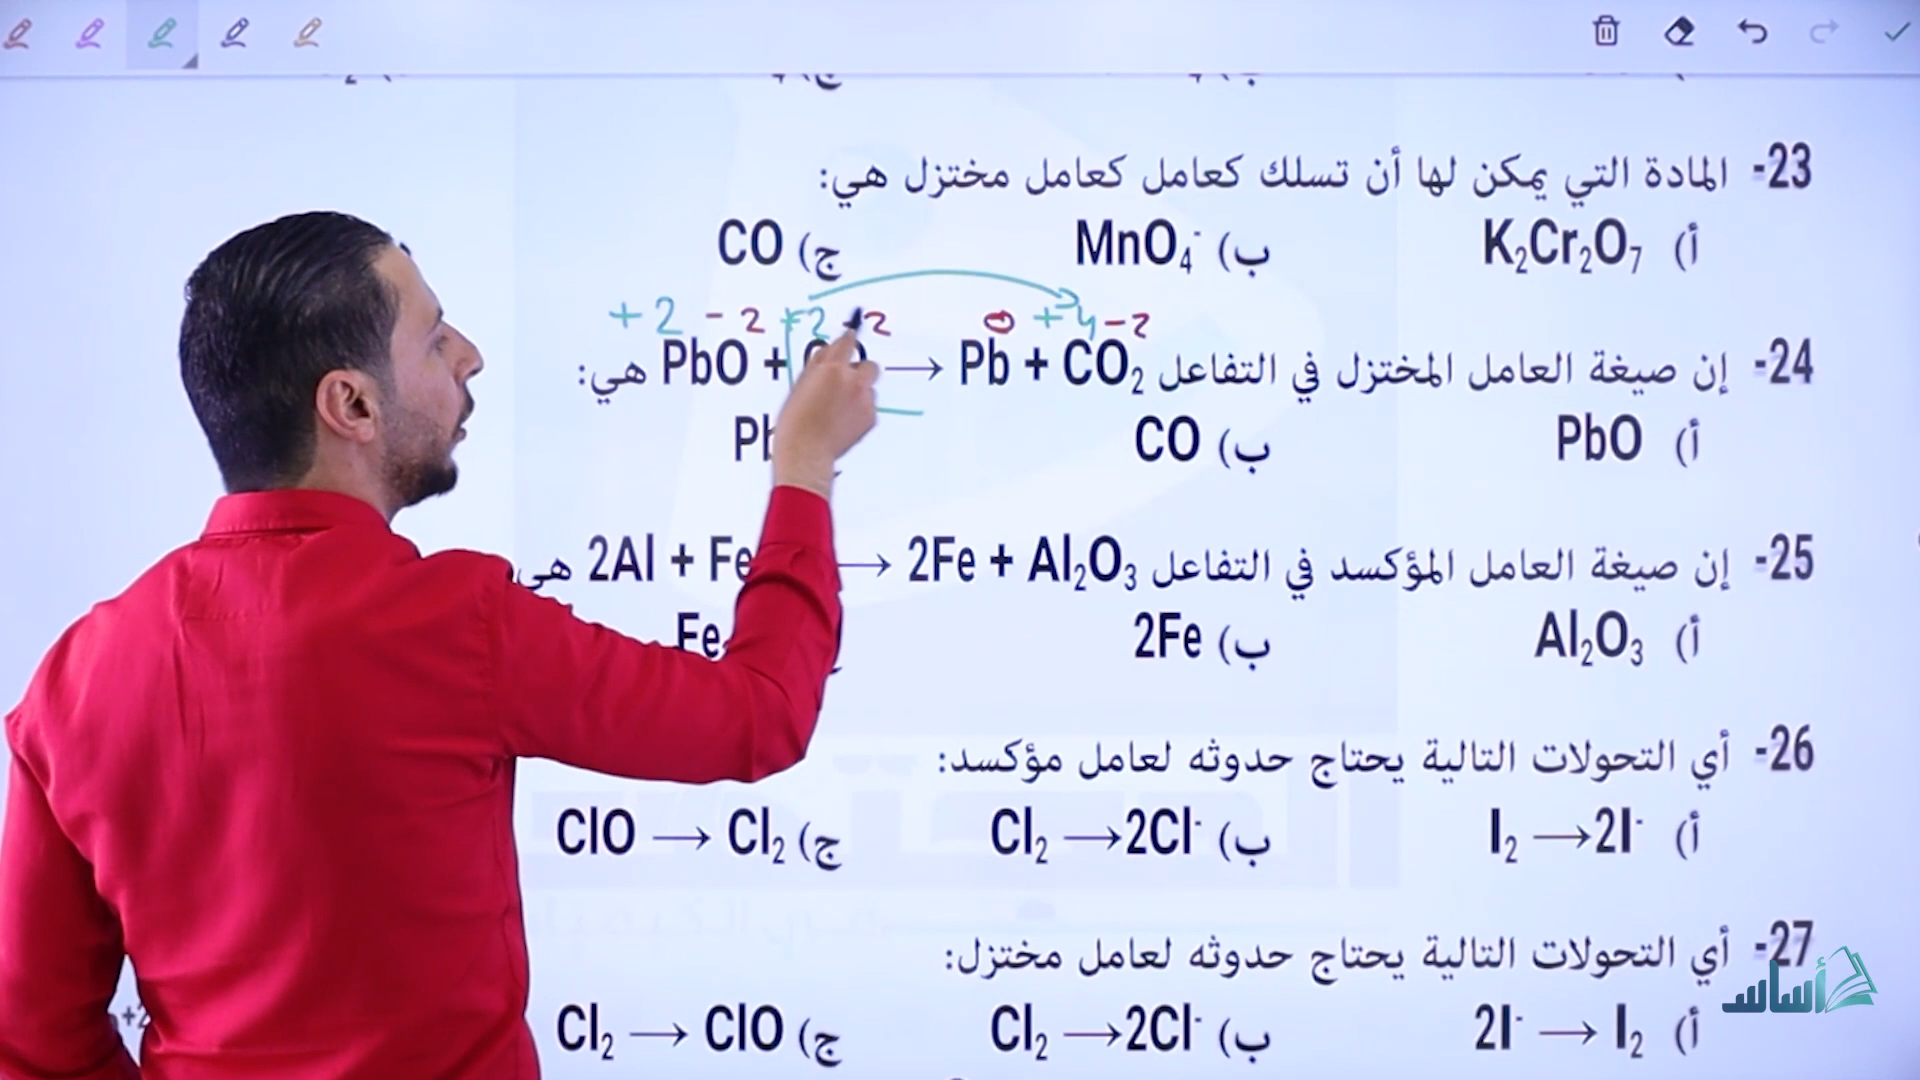 23- المادة التي يمكن لها أن تسلك كعامل كعامل مختزل هي:
أ) K₂Cr₂O₇ ب) MnO₄⁻ ج) CO
+2 -2 +2 -2 0 +4 -2
24- إن صيغة العامل المختزل في التفاعل PbO + CO → Pb + CO₂ هي:
أ) PbO ب) CO
25- إن صيغة العامل المؤكسد في التفاعل 2Al + Fe → 2Fe + Al₂O₃ هي
أ) Al₂O₃ ب) 2Fe Fe
26- أي التحولات التالية يحتاج حدوثه لعامل مؤكسد:
أ) I₂ → 2I⁻ ب) Cl₂ → 2Cl⁻ ج) ClO → Cl₂
27- أي التحولات التالية يحتاج حدوثه لعامل مختزل:
أ) 2I⁻ → I₂ ب) Cl₂ → 2Cl⁻ ج) Cl₂ → ClO
أساس